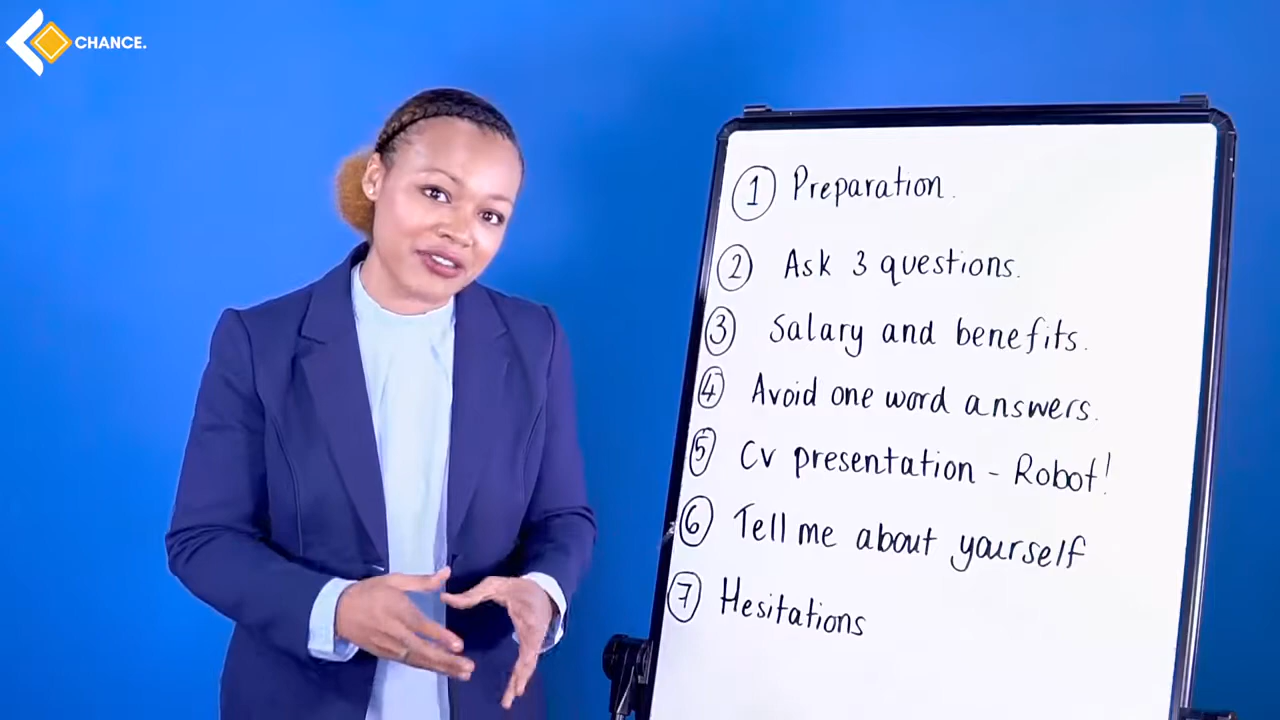 CHANCE.
1 Preparation.
2 Ask 3 questions.
3 Salary and benefits.
4 Avoid one word answers.
5 Cv presentation - Robot!
6 Tell me about yourself
7 Hesitations